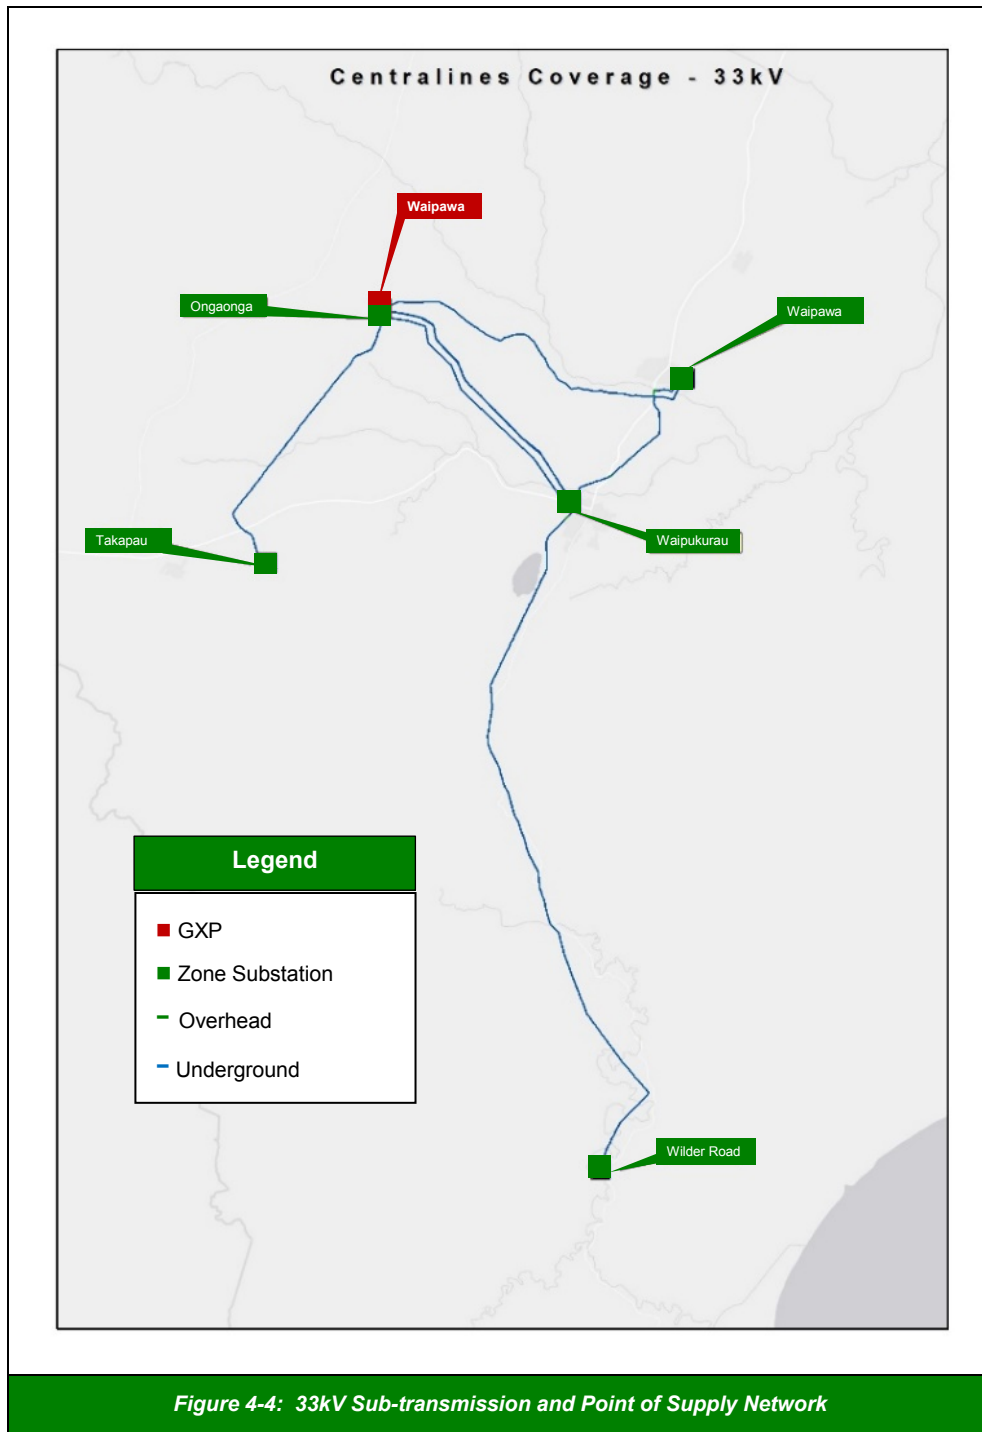 Centralines Coverage - 33kV
Waipawa
Ongaonga
Waipawa
Takapau
Waipukurau
Legend
GXP
Zone Substation
Overhead
Underground
Wilder Road
Figure 4-4: 33kV Sub-transmission and Point of Supply Network